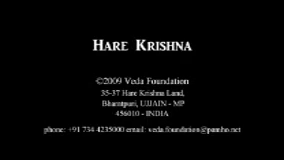 HARE KRISHNA
©2009 Veda Foundation
35-37 Hare Krishna Land,
Bharatpuri, UJJAIN - MP
456010 - INDIA
phone: +91 734 4235000 email: veda.foundation@pamho.net